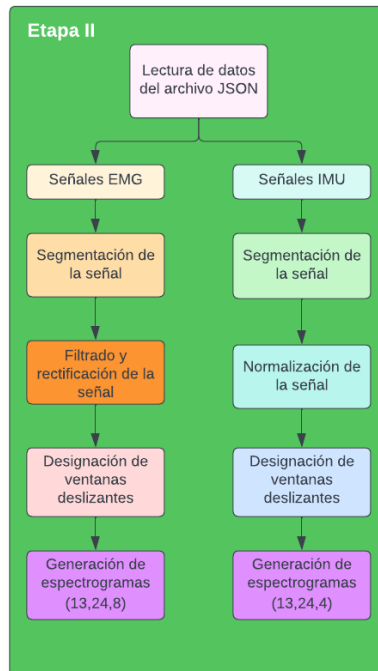 Etapa II
Lectura de datos
del archivo JSON
Señales EMG
Señales IMU
Segmentación de
la señal
Segmentación de
la señal
Filtrado y
rectificación de la
señal
Normalización de
la señal
Designación de
ventanas
deslizantes
Designación de
ventanas
deslizantes
Generación de
espectrogramas
(13,24,8)
Generación de
espectrogramas
(13,24,4)